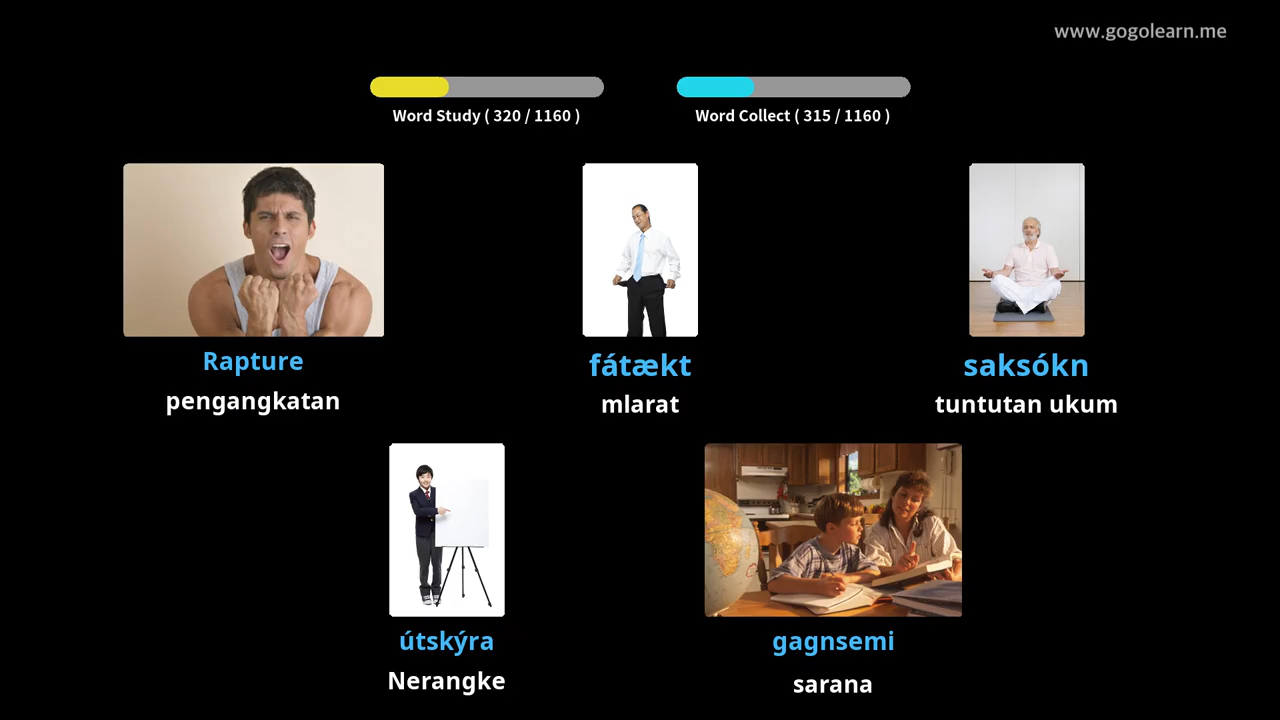 www.gogolearn.me
Word Study ( 320 / 1160 )
Word Collect ( 315 / 1160 )
Rapture
pengangkatan
fátækt
mlarat
saksókn
tuntutan ukum
útskýra
Nerangke
gagnsemi
sarana